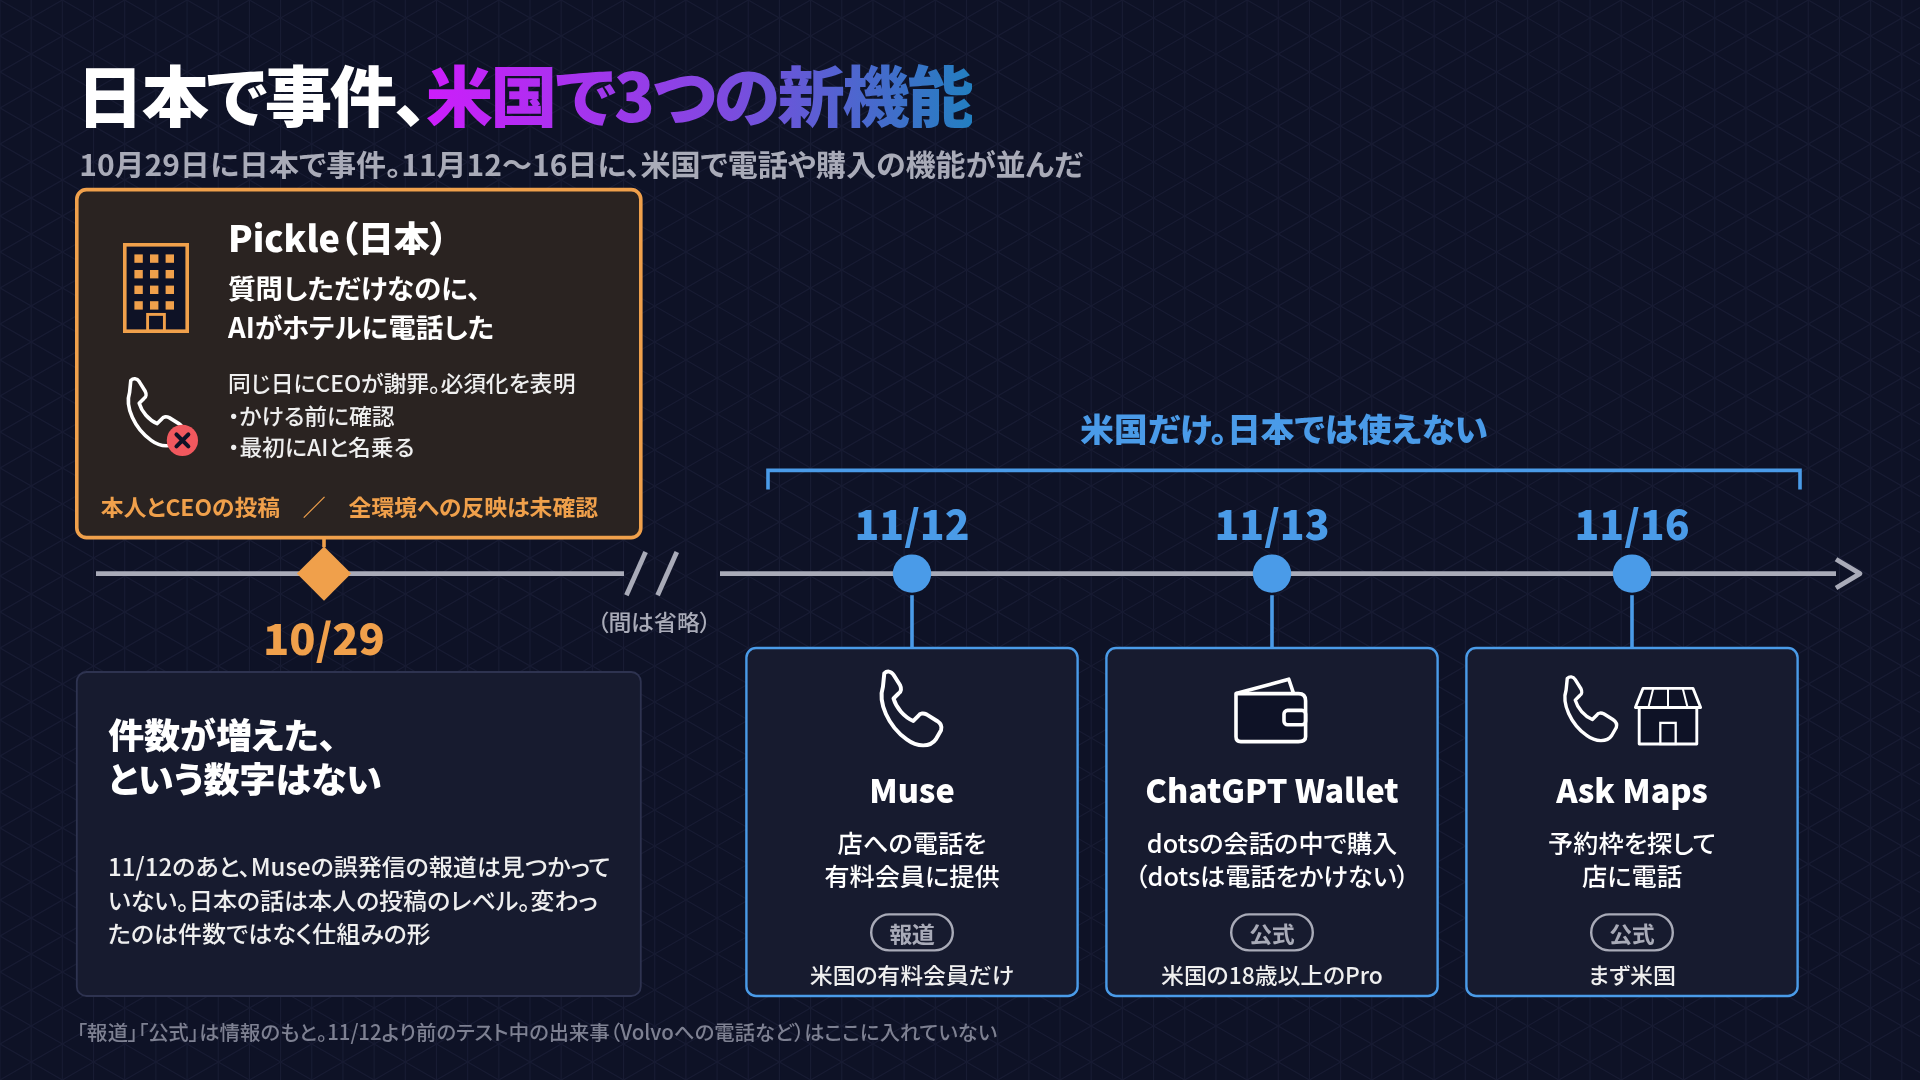 日本で事件、米国で3つの新機能
10月29日に日本で事件。11月12〜16日に、米国で電話や購入の機能が並んだ
Pickle（日本）
質問しただけなのに、
AIがホテルに電話した
同じ日にCEOが謝罪。必須化を表明
・かける前に確認
・最初にAIと名乗る
本人とCEOの投稿　／　全環境への反映は未確認
10/29
（間は省略）
件数が増えた、
という数字はない
11/12のあと、Museの誤発信の報道は見つかって
いない。日本の話は本人の投稿のレベル。変わっ
たのは件数ではなく仕組みの形
米国だけ。日本では使えない
11/12
11/13
11/16
Muse
店への電話を
有料会員に提供
報道
米国の有料会員だけ
ChatGPT Wallet
dotsの会話の中で購入
（dotsは電話をかけない）
公式
米国の18歳以上のPro
Ask Maps
予約枠を探して
店に電話
公式
まず米国
「報道」「公式」は情報のもと。11/12より前のテスト中の出来事（Volvoへの電話など）はここに入れていない